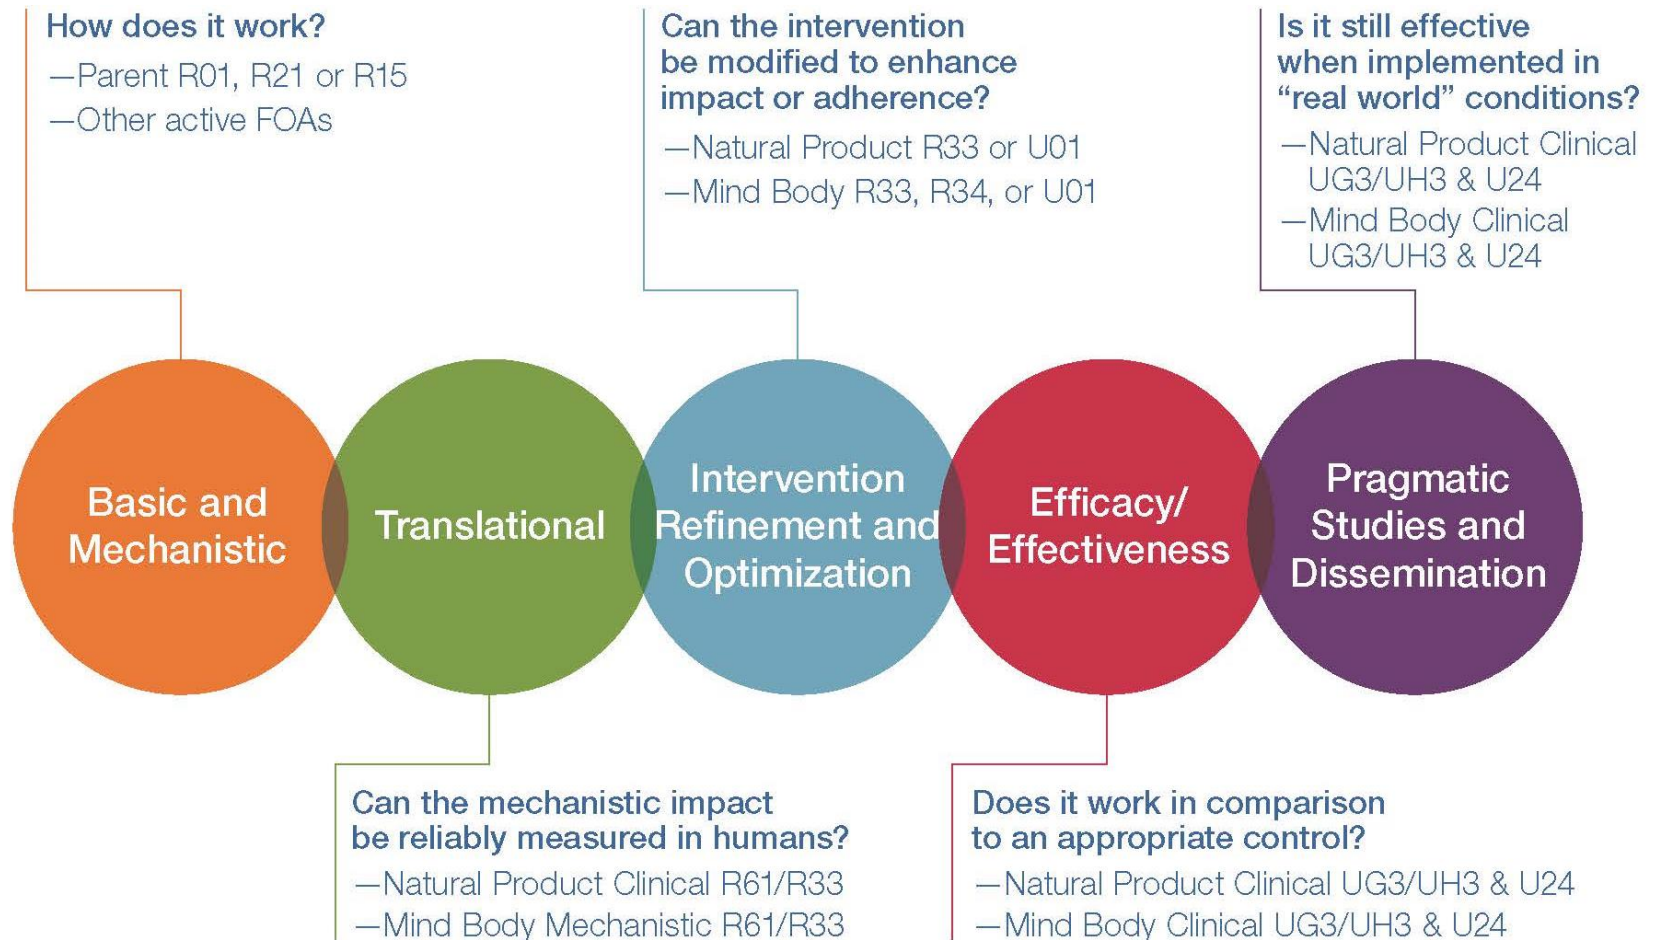 How does it work?
—Parent R01, R21 or R15
—Other active FOAs
Can the intervention
be modified to enhance
impact or adherence?
—Natural Product R33 or U01
—Mind Body R33, R34, or U01
Is it still effective
when implemented in
“real world” conditions?
—Natural Product Clinical
UG3/UH3 & U24
—Mind Body Clinical
UG3/UH3 & U24
Basic and
Mechanistic
Translational
Intervention
Refinement and
Optimization
Efficacy/
Effectiveness
Pragmatic
Studies and
Dissemination
Can the mechanistic impact
be reliably measured in humans?
—Natural Product Clinical R61/R33
—Mind Body Mechanistic R61/R33
Does it work in comparison
to an appropriate control?
—Natural Product Clinical UG3/UH3 & U24
—Mind Body Clinical UG3/UH3 & U24